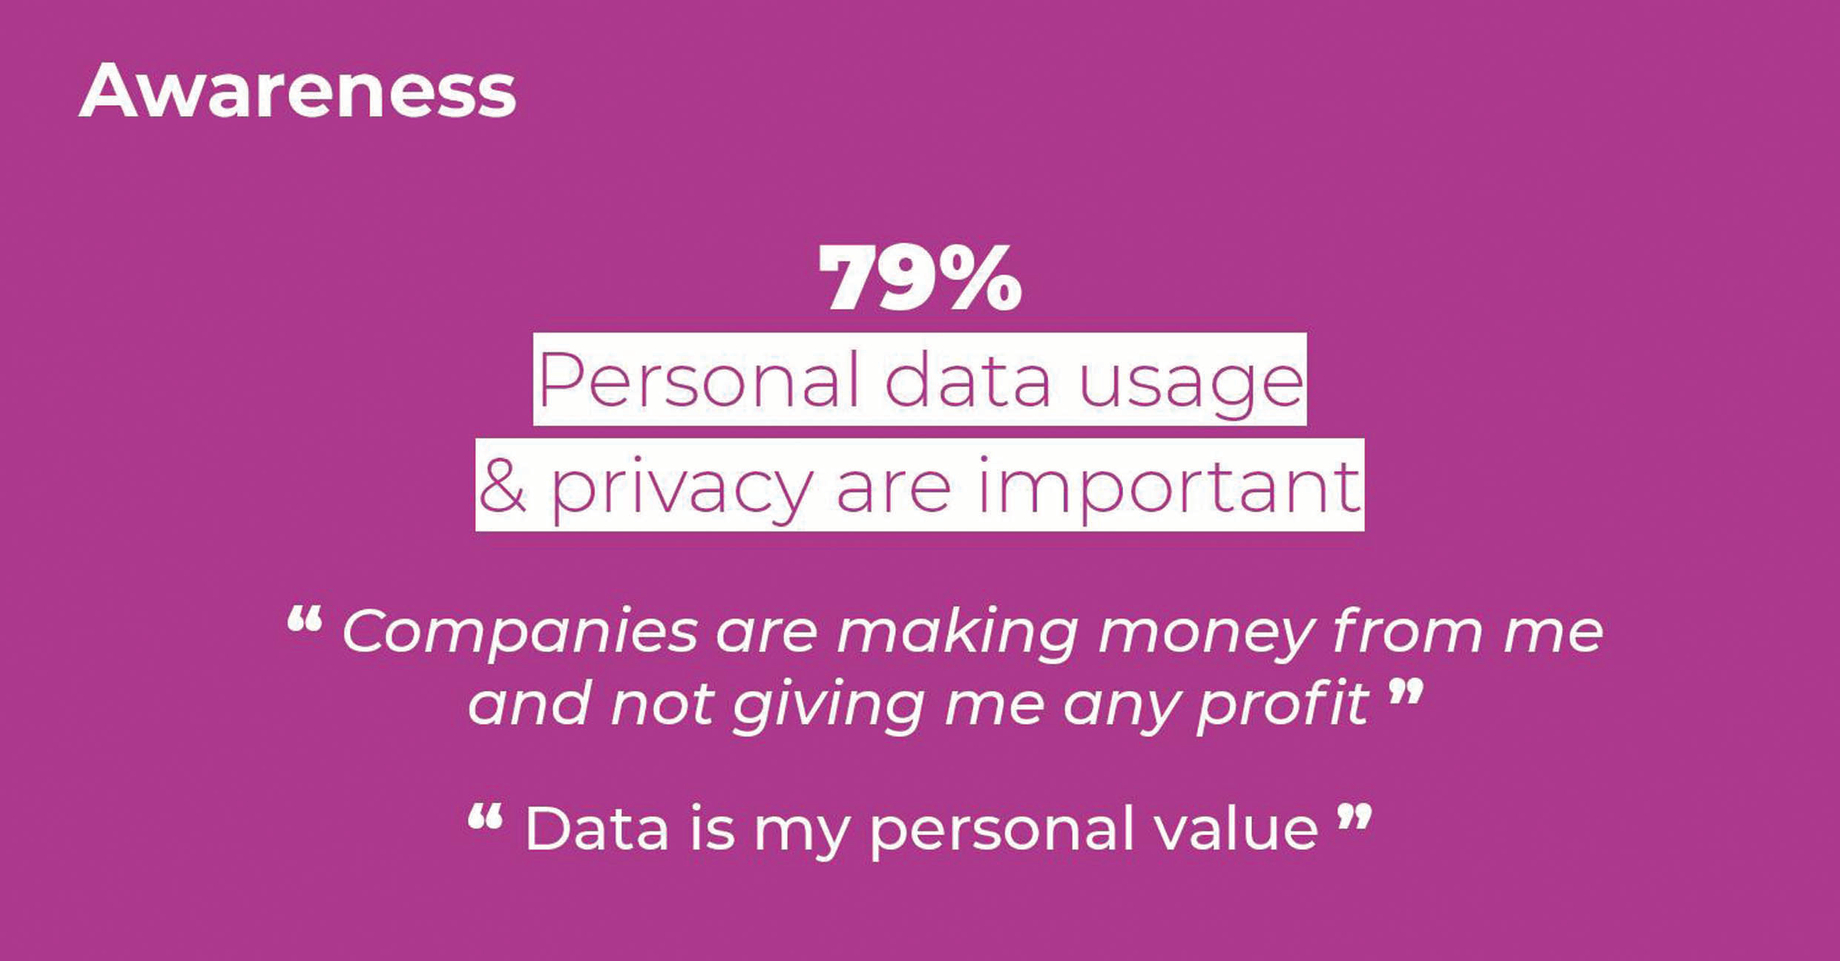 Awareness
79%
Personal data usage
& privacy are important
❝ Companies are making money from me
and not giving me any profit ❞
❝ Data is my personal value ❞